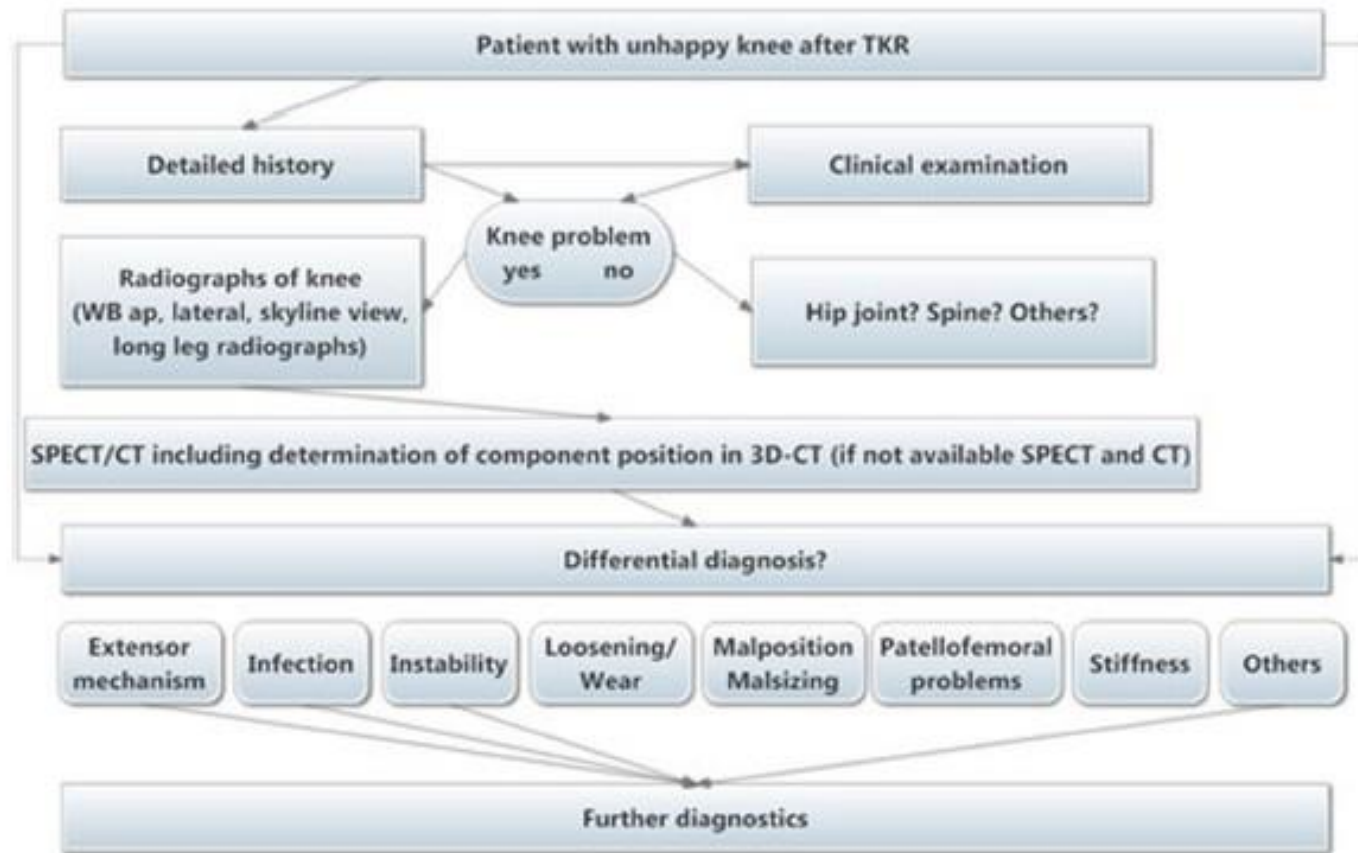 Patient with unhappy knee after TKR
Detailed history
Clinical examination
Knee problem
yes no
Radiographs of knee
(WB ap, lateral, skyline view,
long leg radiographs)
Hip joint? Spine? Others?
SPECT/CT including determination of component position in 3D-CT (if not available SPECT and CT)
Differential diagnosis?
Extensor
mechanism
Infection
Instability
Loosening/
Wear
Malposition
Malsizing
Patellofemoral
problems
Stiffness
Others
Further diagnostics